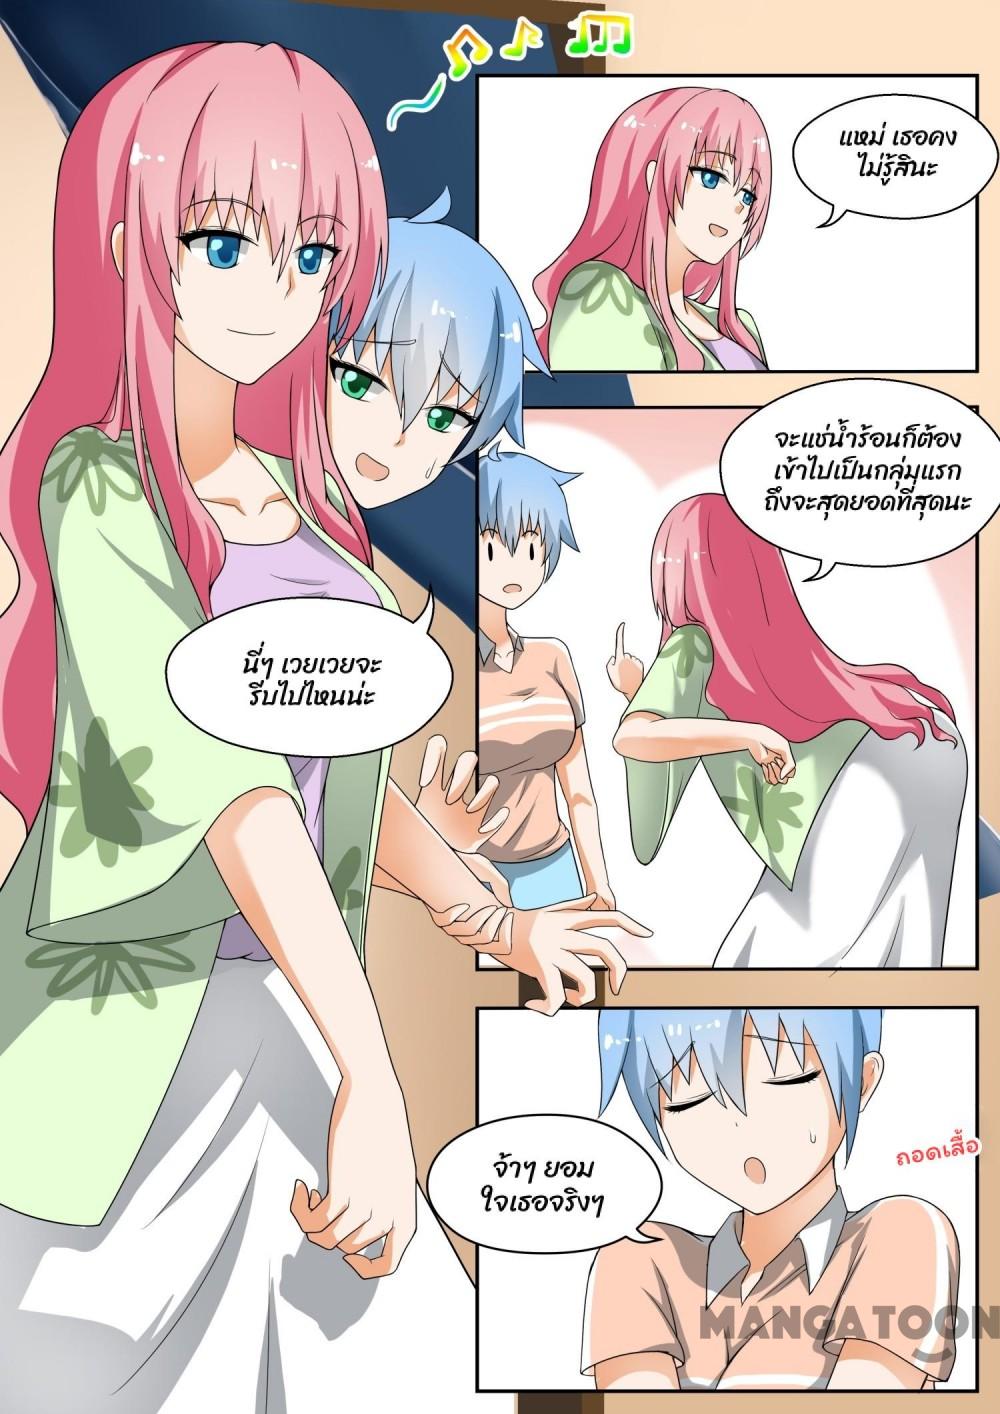 นี่ๆ เวยเวยจะ
รีบไปไหนน่ะ
แหม่ เธอคง
ไม่รู้สินะ
จะแช่น้ำร้อนก็ต้อง
เข้าไปเป็นกลุ่มแรก
ถึงจะสุดยอดที่สุดนะ
จ้าๆ ยอม
ใจเธอจริงๆ
ถอดเสื้อ
MANGATOON